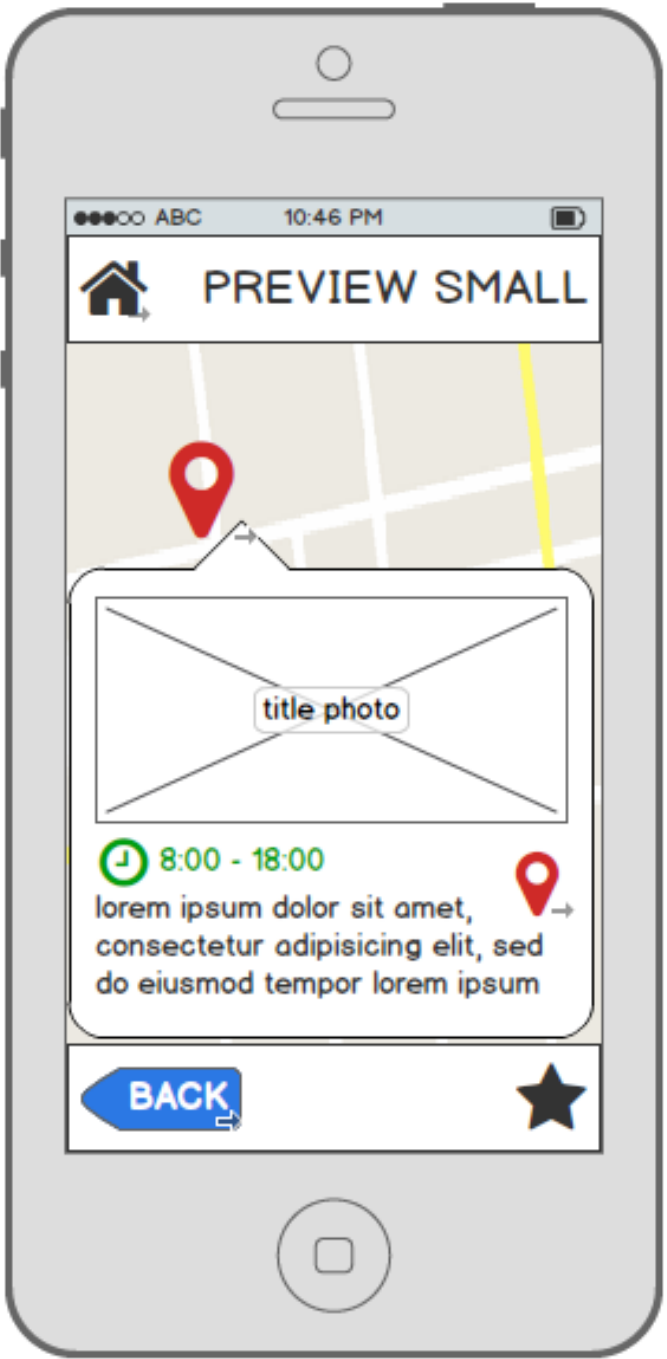 ABC 10:46 PM
PREVIEW SMALL
title photo
8:00 - 18:00
lorem ipsum dolor sit amet,
consectetur adipisicing elit, sed
do eiusmod tempor lorem ipsum
BACK